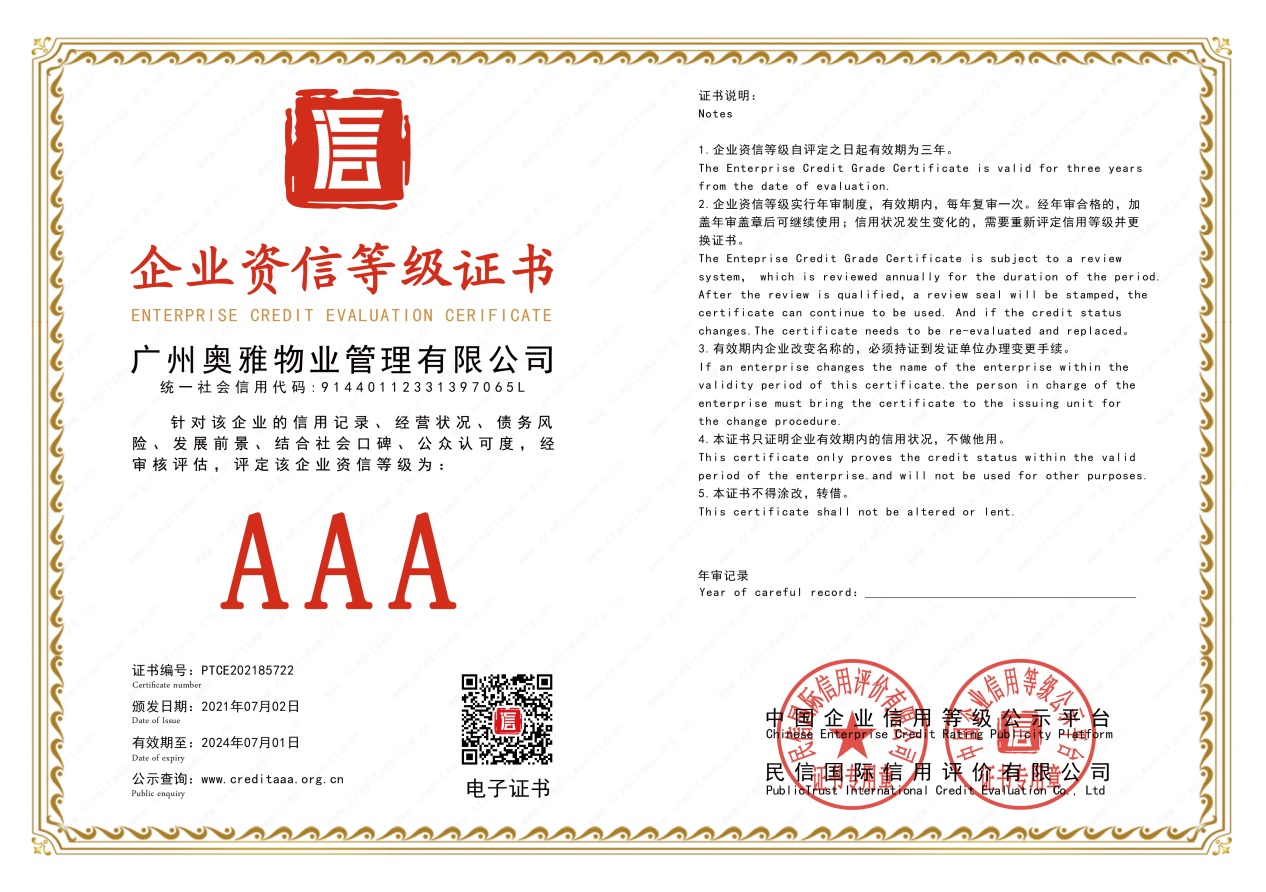 企业资信等级证书
ENTERPRISE CREDIT EVALUATION CERIFICATE
广州奥雅物业管理有限公司
统一社会信用代码:91440112331397065L
针对该企业的信用记录、经营状况、债务风
险、发展前景、结合社会口碑、公众认可度，经
审核评估，评定该企业资信等级为：
AAA
证书编号：PTCE202185722
Certificate number
颁发日期：2021年07月02日
Date of Issue
有效期至：2024年07月01日
Date of expiry
公示查询：www.creditaaa.org.cn
Public enquiry
电子证书
证书说明：
Notes
1.企业资信等级自评定之日起有效期为三年。
The Enterprise Credit Grade Certificate is valid for three years
from the date of evaluation.
2.企业资信等级实行年审制度，有效期内，每年复审一次。经年审合格的，加
盖年审盖章后可继续使用；信用状况发生变化的，需要重新评定信用等级并更
换证书。
The Enteprise Credit Grade Certificate is subject to a review
system， which is reviewed annually for the duration of the period.
After the review is qualified,a review seal will be stamped,the
certificate can continue to be used. And if the credit status
changes.The certificate needs to be re-evaluated and replaced。
3.有效期内企业改变名称的，必须持证到发证单位办理变更手续。
If an enterprise changes the name of the enterprise within the
validity period of this certificate.the person in charge of the
enterprise must bring the certificate to the issuing unit for
the change procedure.
4.本证书只证明企业有效期内的信用状况，不做他用。
This certificate only proves the credit status within the valid
period of the enterprise.and will not be used for other purposes.
5.本证书不得涂改，转借。
This certificate shall not be altered or lent.
年审记录
Year of careful record：
中国企业信用等级公示平台
Chinese Enterprise Credit Rating Publicity Platform
民信国际信用评价有限公司
PublicTrust International Credit Evaluation Co., Ltd
民信国际信用评价有限公司
证书专用章
中国企业信用等级公示平台
证书专用章
信
www.creditaaa.org.cn